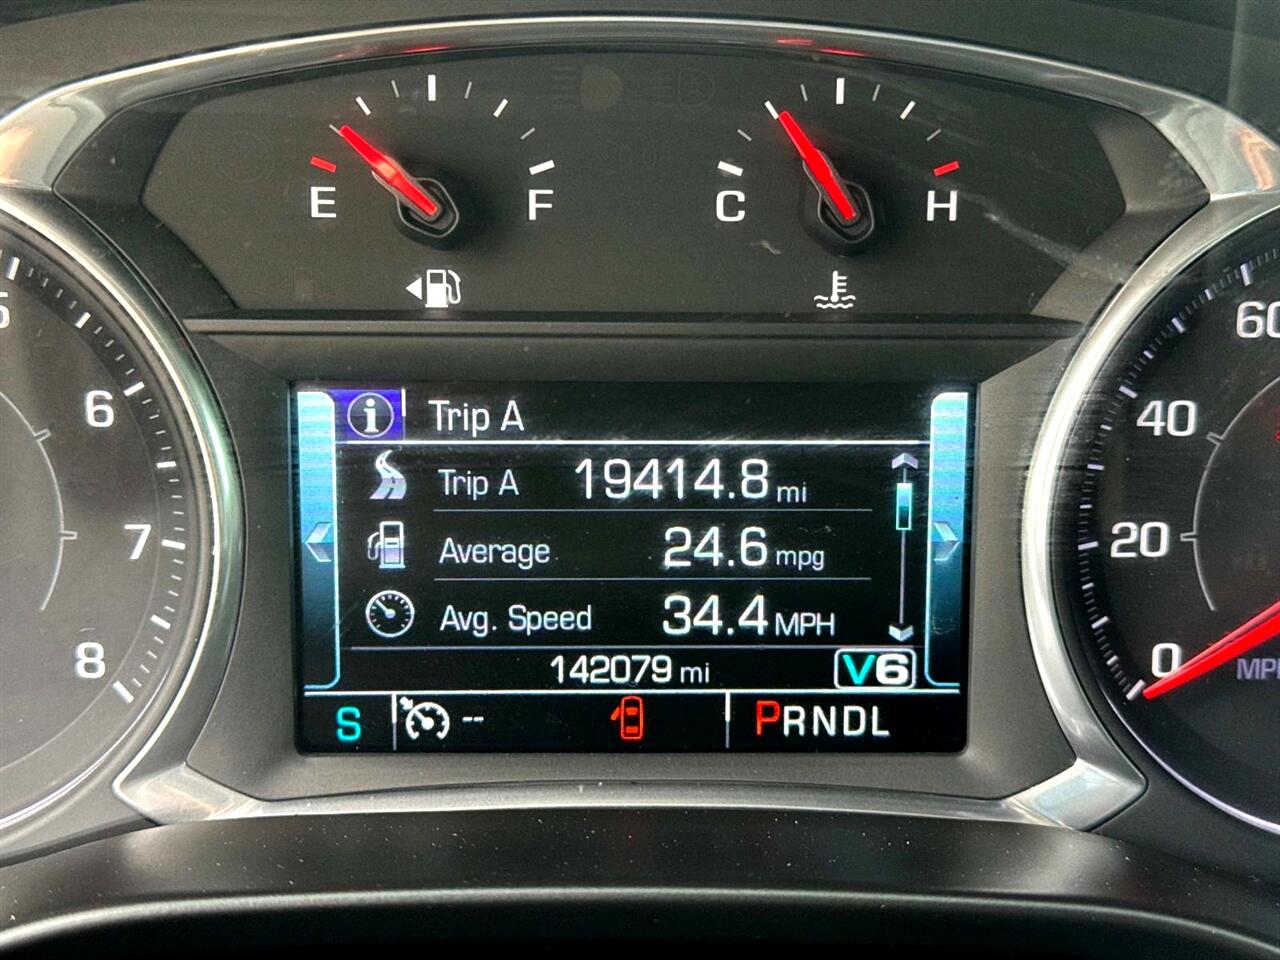 E F
C H
5
6
7
8
60
40
20
0
Trip A
Trip A 19414.8 mi
Average 24.6 mpg
Avg. Speed 34.4 MPH
142079 mi V6
S -- PRNDL